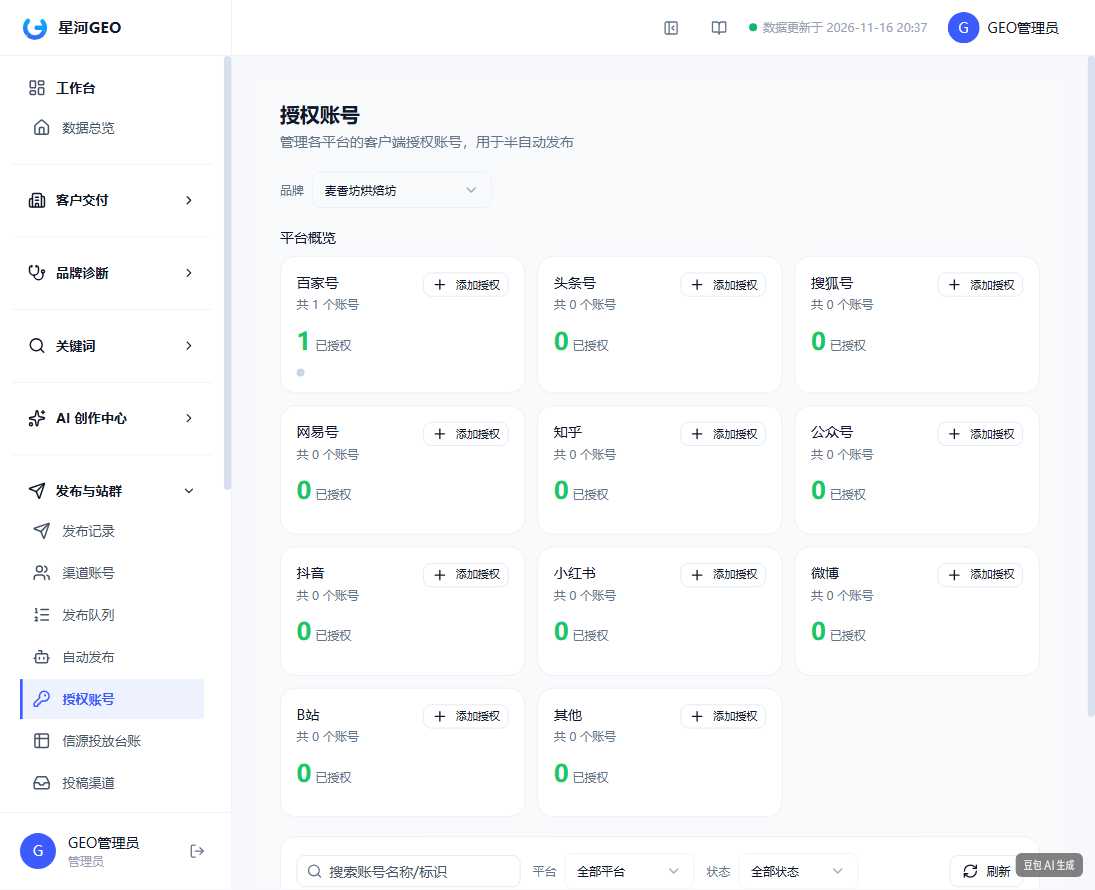 星河GEO
数据更新于 2026-11-16 20:37
G
GEO管理员
工作台
数据总览
客户交付
品牌诊断
关键词
AI 创作中心
发布与站群
发布记录
渠道账号
发布队列
自动发布
授权账号
信源投放台账
投稿渠道
G
GEO管理员
管理员
授权账号
管理各平台的客户端授权账号，用于半自动发布
品牌
麦香坊烘焙坊
平台概览
百家号
添加授权
共 1 个账号
1 已授权
头条号
添加授权
共 0 个账号
0 已授权
搜狐号
添加授权
共 0 个账号
0 已授权
网易号
添加授权
共 0 个账号
0 已授权
知乎
添加授权
共 0 个账号
0 已授权
公众号
添加授权
共 0 个账号
0 已授权
抖音
添加授权
共 0 个账号
0 已授权
小红书
添加授权
共 0 个账号
0 已授权
微博
添加授权
共 0 个账号
0 已授权
B站
添加授权
共 0 个账号
0 已授权
其他
添加授权
共 0 个账号
0 已授权
搜索账号名称/标识
平台
全部平台
状态
全部状态
刷新
豆包 AI 生成